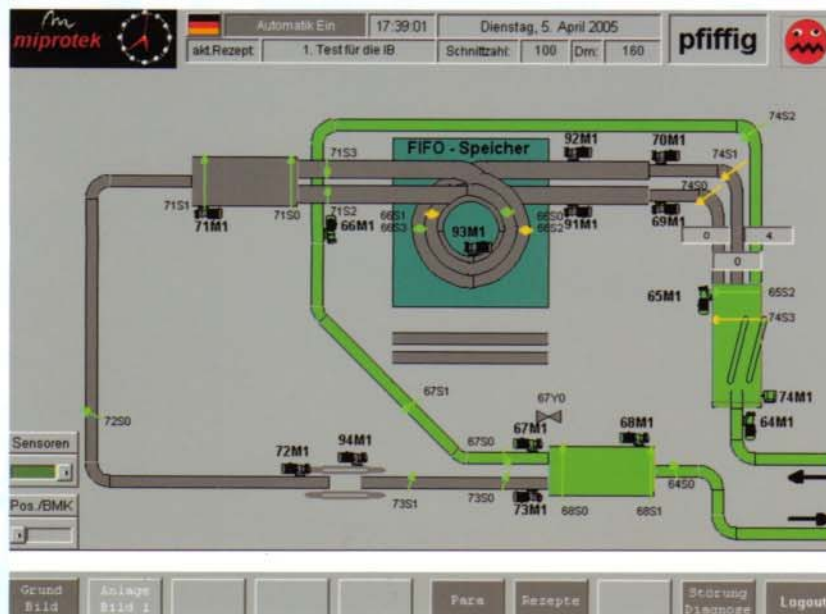 miprotek
Automatik Ein
17:39:01
Dienstag, 5. April 2005
akt.Rezept:
1. Test für die IB
Schnittzahl:
100
Dm:
160
pfiffig
FIFO - Speicher
92M1
70M1
74S2
74S1
74S0
71S3
71S1
71S0
71S2
71M1
66M1
66S1
66S3
93M1
66S0
66S2
91M1
69M1
0
4
0
65M1
65S2
74S3
74M1
64M1
67S1
72S0
67Y0
67M1
68M1
67S0
72M1
94M1
73S1
73S0
73M1
68S0
68S1
64S0
Sensoren
Pos./BMK
Grund
Bild
Anlage
Bild 1
Para
Rezepte
Störung
Diagnose
Logout